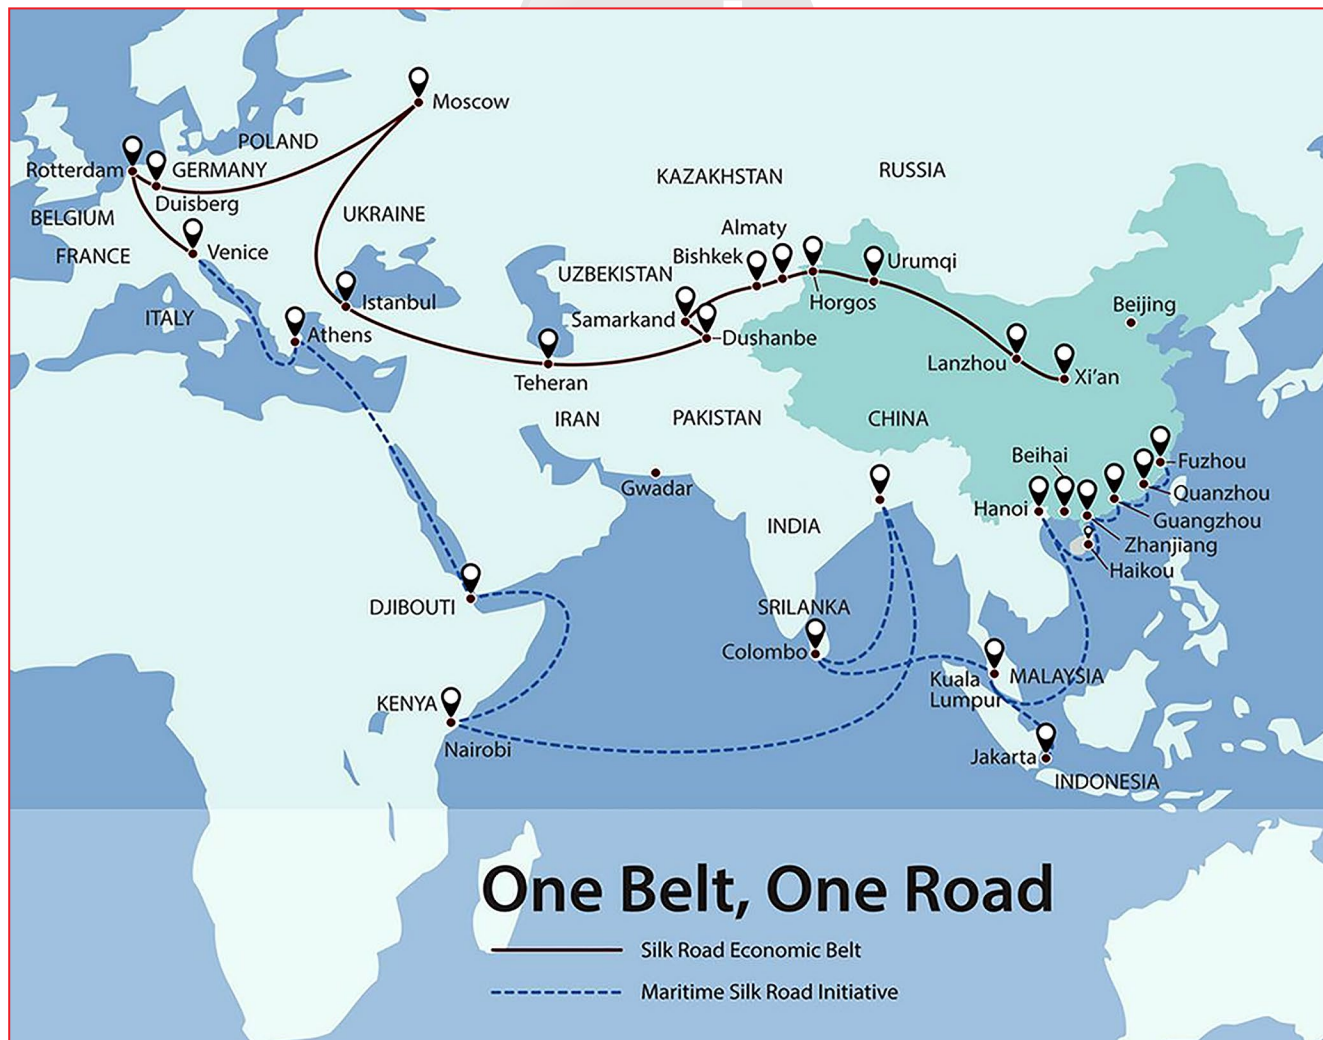 Moscow
POLAND
Rotterdam
GERMANY
Duisberg
BELGIUM
UKRAINE
FRANCE
Venice
KAZAKHSTAN
RUSSIA
Almaty
Bishkek
Urumqi
UZBEKISTAN
Horgos
ITALY
Istanbul
Athens
Samarkand
Dushanbe
Beijing
Teheran
Lanzhou
Xi'an
IRAN
PAKISTAN
CHINA
Gwadar
Beihai
Fuzhou
Quanzhou
Hanoi
Guangzhou
INDIA
Zhanjiang
Haikou
DJIBOUTI
SRILANKA
Colombo
Kuala
Lumpur
MALAYSIA
KENYA
Nairobi
Jakarta
INDONESIA
One Belt, One Road
Silk Road Economic Belt
Maritime Silk Road Initiative